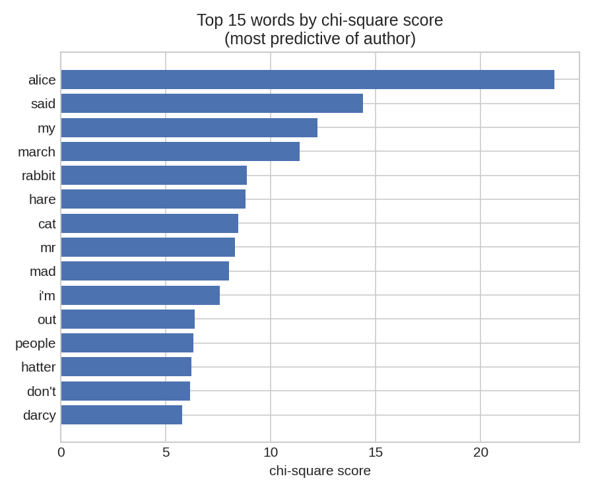 Top 15 words by chi-square score
(most predictive of author)
alice
said
my
march
rabbit
hare
cat
mr
mad
i'm
out
people
hatter
don't
darcy
0 5 10 15 20
chi-square score